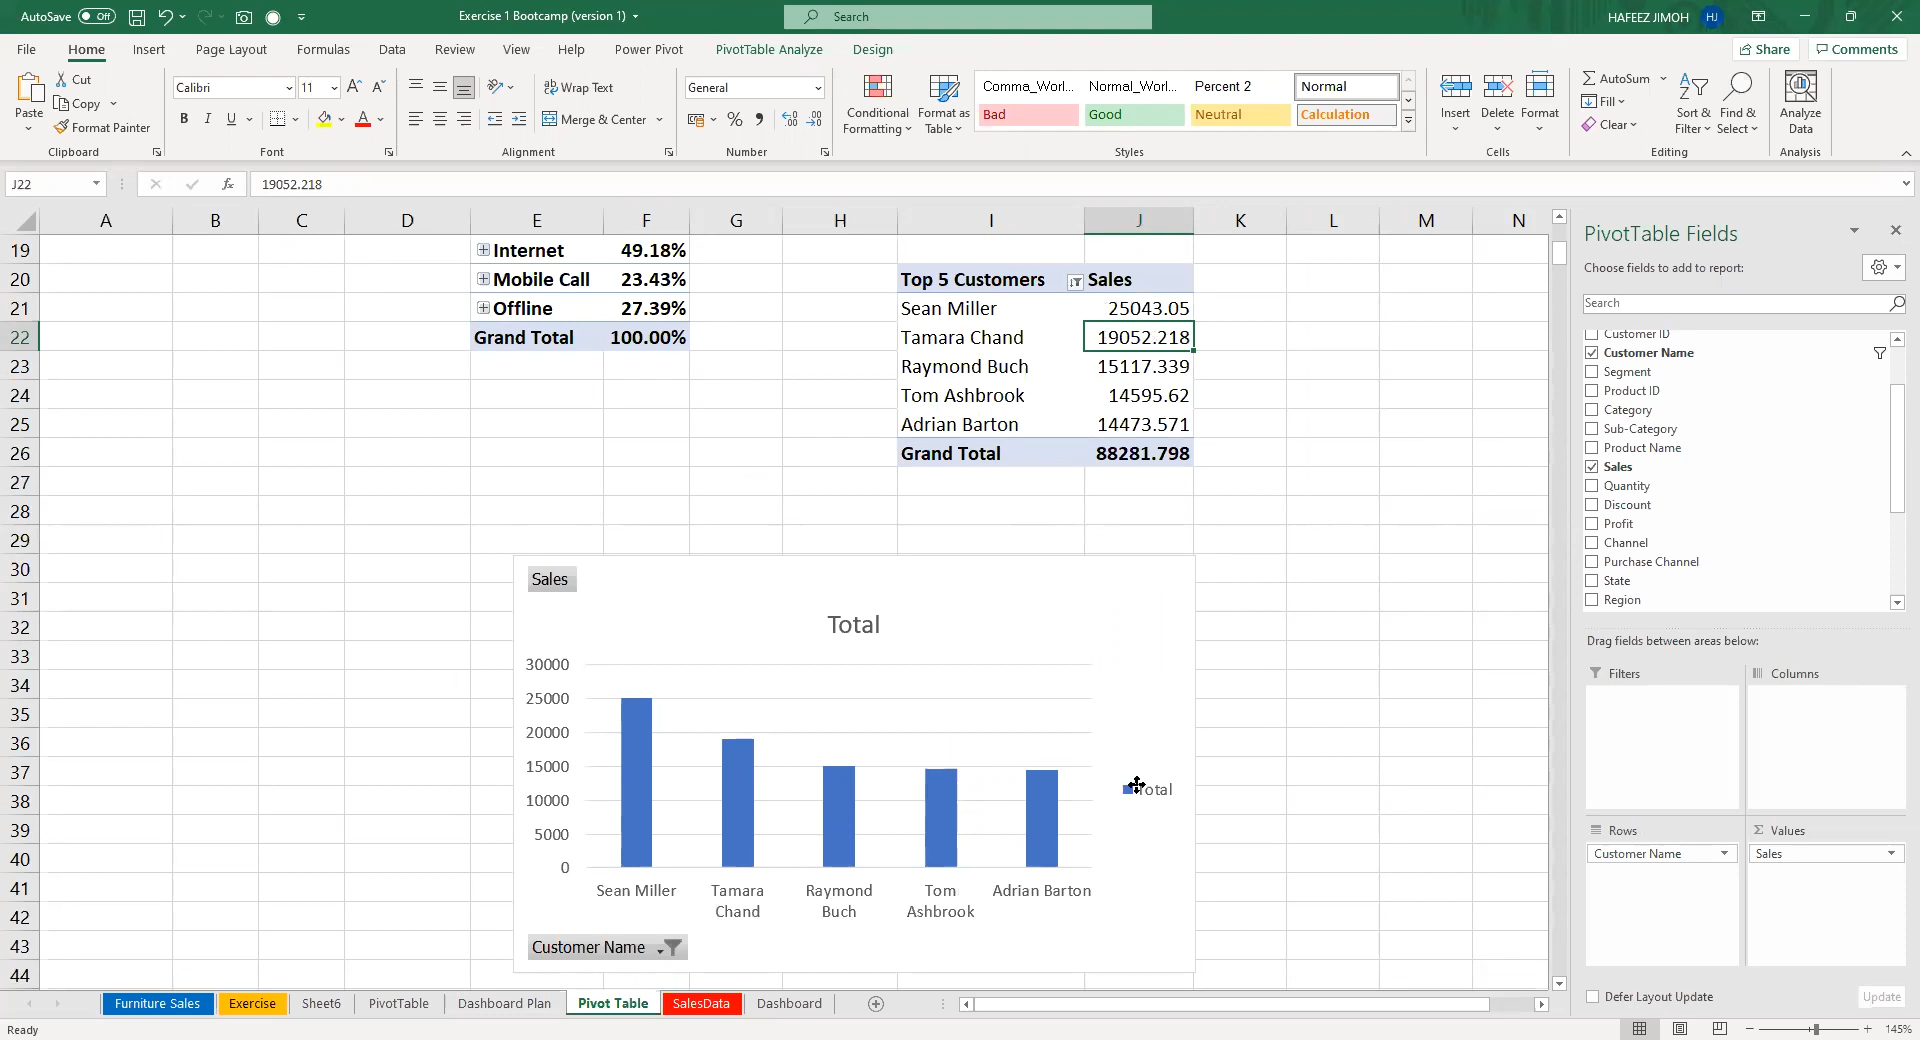 AutoSave Off Exercise 1 Bootcamp (version 1) Search HAFEEZ JIMOH HJ
File Home Insert Page Layout Formulas Data Review View Help Power Pivot PivotTable Analyze Design Share Comments
Paste Cut Copy Format Painter
Calibri 11 B I U
Wrap Text Merge & Center
General
Conditional Formatting Format as Table
Comma_Worl... Normal_Worl... Percent 2 Normal
Bad Good Neutral Calculation
Insert Delete Format
AutoSum Fill Clear
Sort & Filter Find & Select
Analyze Data
Clipboard Font Alignment Number Styles Cells Editing Analysis
J22 fx 19052.218
A B C D E F G H I J K L M N
19 Internet 49.18%
20 Mobile Call 23.43% Top 5 Customers Sales
21 Offline 27.39% Sean Miller 25043.05
22 Grand Total 100.00% Tamara Chand 19052.218
23 Raymond Buch 15117.339
24 Tom Ashbrook 14595.62
25 Adrian Barton 14473.571
26 Grand Total 88281.798
27
28
29
30
31
32
33
34
35
36
37
38
39
40
41
42
43
44
Sales
Total
30000
25000
20000
15000
10000
5000
0
Sean Miller Tamara Chand Raymond Buch Tom Ashbrook Adrian Barton
Total
Customer Name
PivotTable Fields
Choose fields to add to report:
Search
Customer ID
Customer Name
Segment
Product ID
Category
Sub-Category
Product Name
Sales
Quantity
Discount
Profit
Channel
Purchase Channel
State
Region
Drag fields between areas below:
Filters Columns
Rows Values
Customer Name Sales
Defer Layout Update Update
Furniture Sales Exercise Sheet6 PivotTable Dashboard Plan Pivot Table SalesData Dashboard
Ready 145%